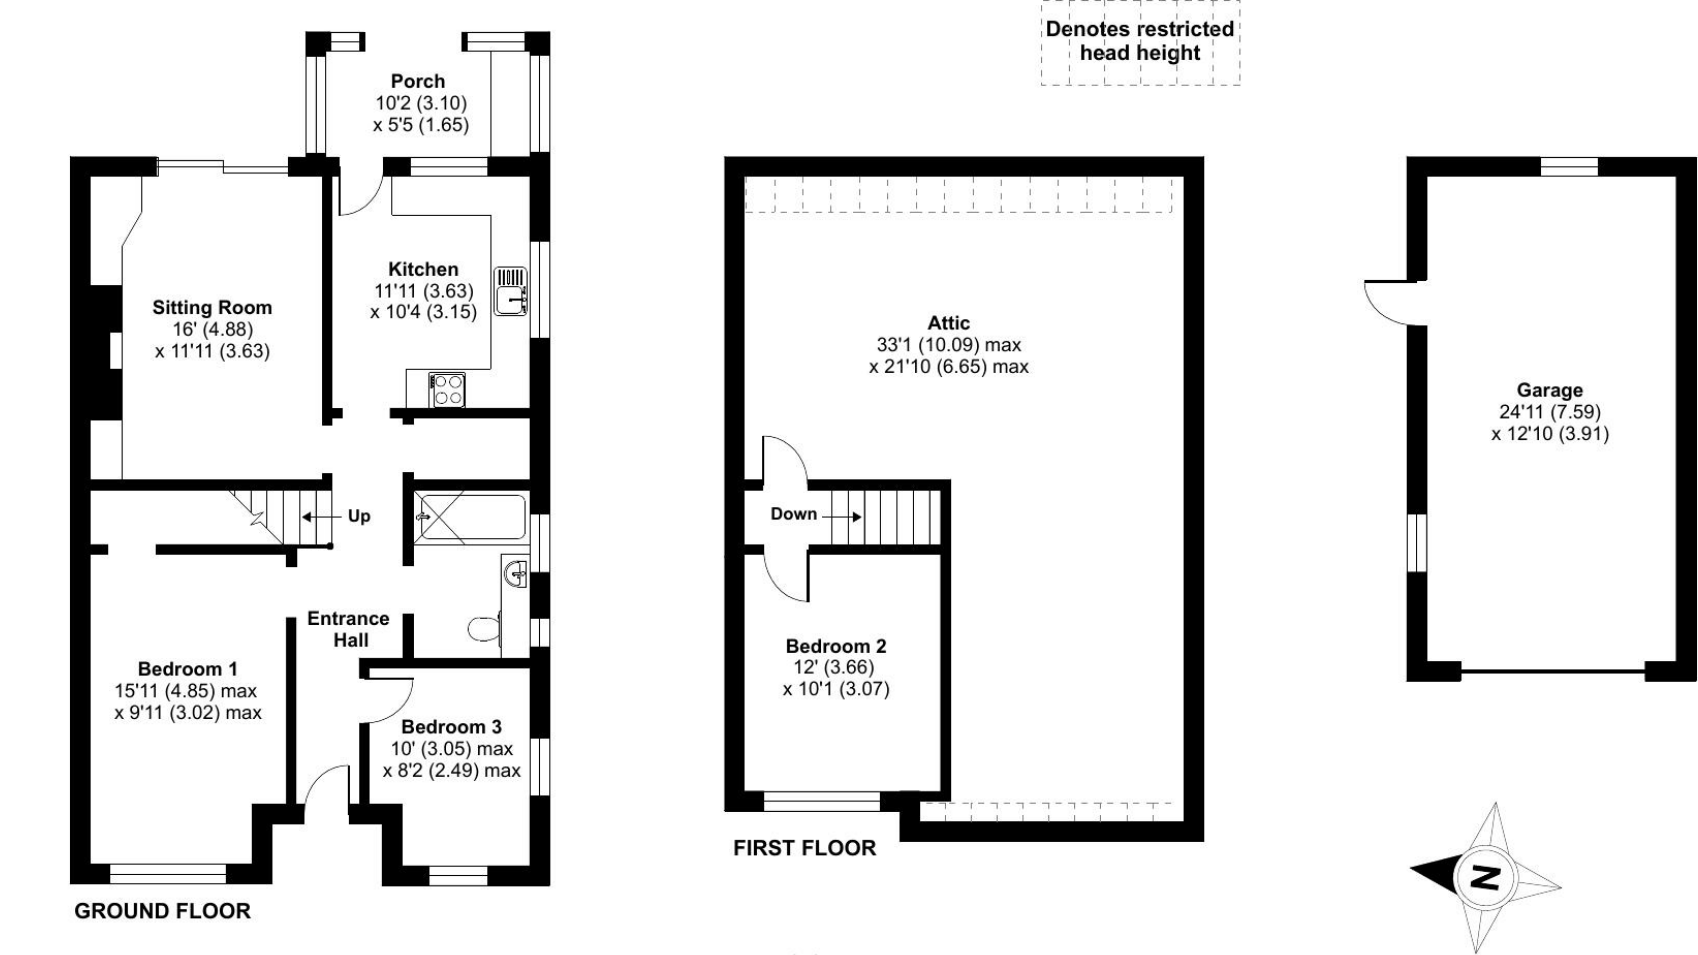 Denotes restricted
head height
Porch
10'2 (3.10)
x 5'5 (1.65)
Kitchen
11'11 (3.63)
x 10'4 (3.15)
Sitting Room
16' (4.88)
x 11'11 (3.63)
Up
Entrance
Hall
Bedroom 1
15'11 (4.85) max
x 9'11 (3.02) max
Bedroom 3
10' (3.05) max
x 8'2 (2.49) max
GROUND FLOOR
Attic
33'1 (10.09) max
x 21'10 (6.65) max
Down
Bedroom 2
12' (3.66)
x 10'1 (3.07)
FIRST FLOOR
Garage
24'11 (7.59)
x 12'10 (3.91)
N